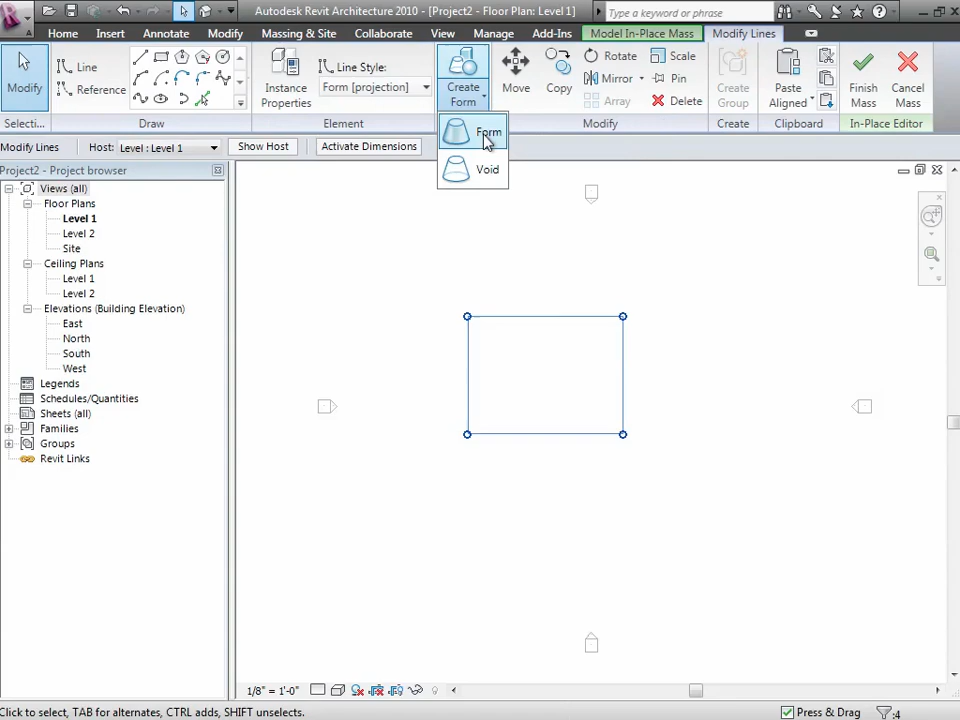 Autodesk Revit Architecture 2010 - [Project2 - Floor Plan: Level 1]
Type a keyword or phrase
Home Insert Annotate Modify Massing & Site Collaborate View Manage Add-Ins Model In-Place Mass Modify Lines
Modify
Line
Reference
Instance
Properties
Line Style:
Form [projection]
Create
Form
Move
Copy
Rotate
Mirror
Array
Scale
Pin
Delete
Create
Group
Paste
Aligned
Finish
Mass
Cancel
Mass
Selecti... Draw Element Modify Create Clipboard In-Place Editor
Form
Void
Modify Lines Host: Level : Level 1 Show Host Activate Dimensions
Project2 - Project browser
Views (all)
Floor Plans
Level 1
Level 2
Site
Ceiling Plans
Level 1
Level 2
Elevations (Building Elevation)
East
North
South
West
Legends
Schedules/Quantities
Sheets (all)
Families
Groups
Revit Links
1/8" = 1'-0"
Click to select, TAB for alternates, CTRL adds, SHIFT unselects.
Press & Drag
:4